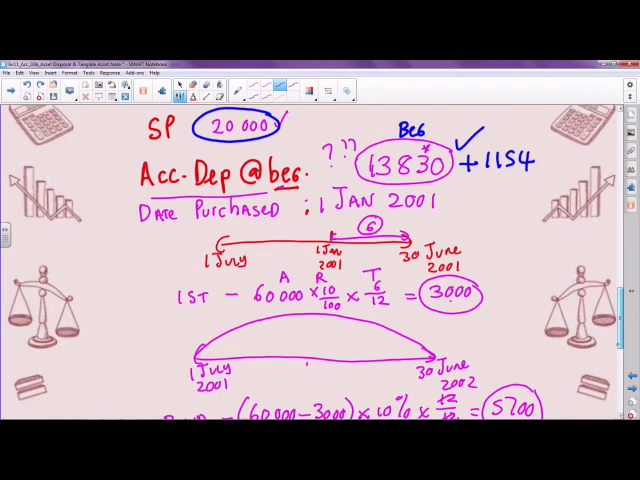 Gr11_Acc_D3b_Asset Disposal & Tangible Asset Note * - SMART Notebook
File Edit View Insert Format Tools Response Add-ons Help
SP 20 000 ✓
Beg
Acc-Dep @ beg. ??? 13830* + 1154
DATE PURCHASED : 1 JAN 2001
6
1 July 1 Jan 2001 30 June 2001
A R T
1ST - 60 000 × 10/100 × 6/12 = 3000
1 July 2001 30 June 2002
(60 000 - 3000) × 10% × 12/12 = 5700